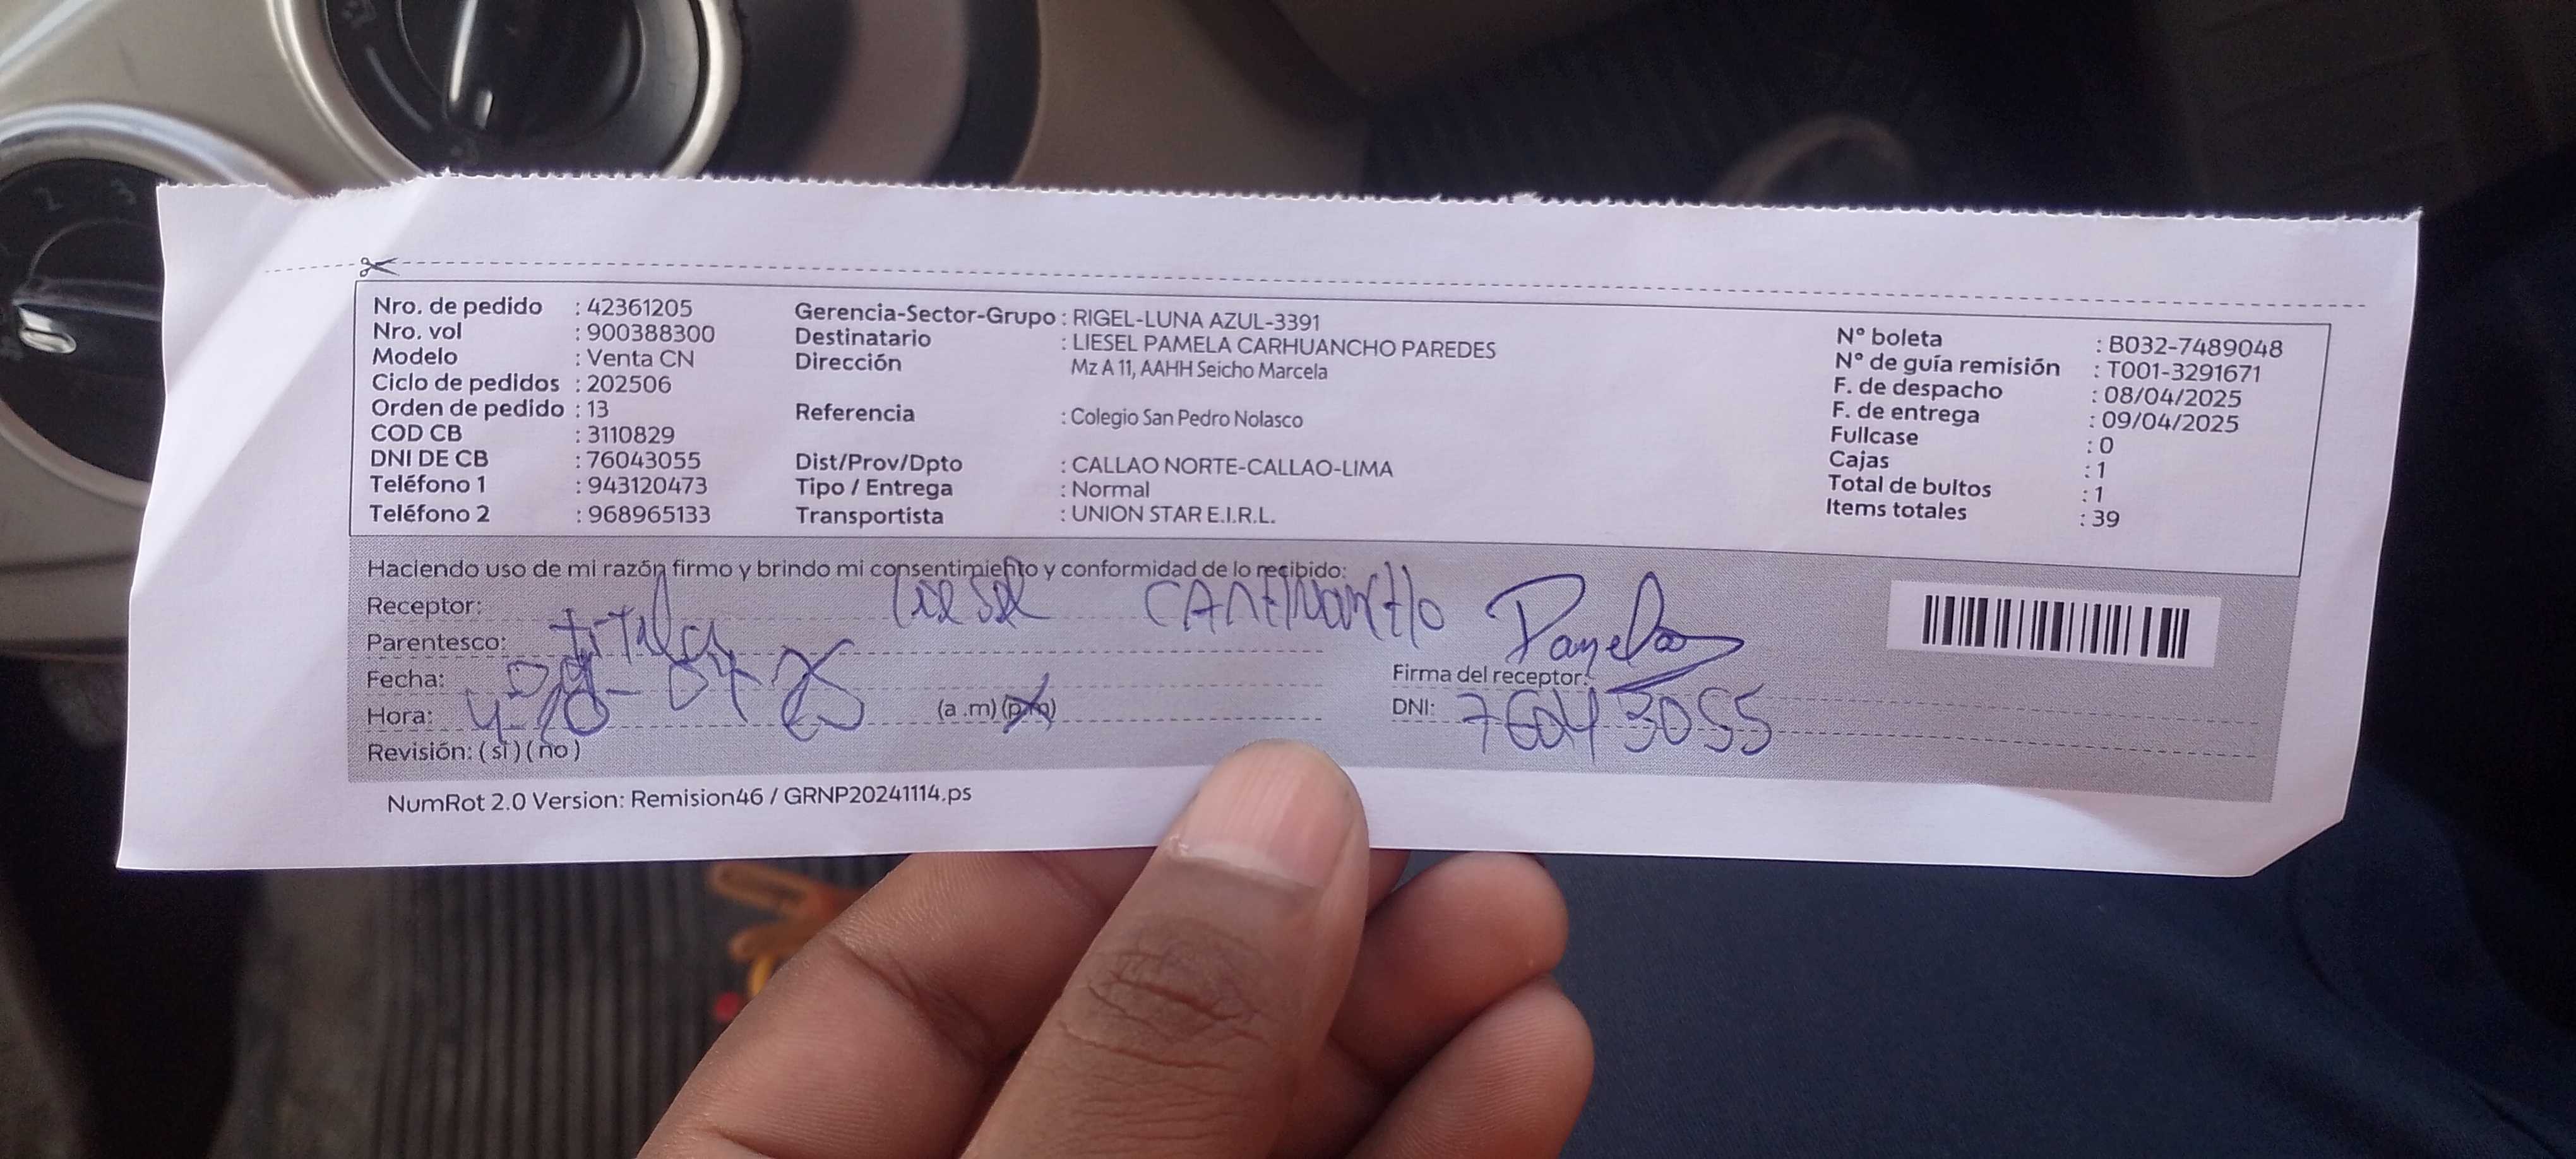 Nro. de pedido : 42361205
Nro. vol : 900388300
Modelo : Venta CN
Ciclo de pedidos : 202506
Orden de pedido : 13
COD CB : 3110829
DNI DE CB : 76043055
Teléfono 1 : 943120473
Teléfono 2 : 968965133
Gerencia-Sector-Grupo : RIGEL-LUNA AZUL-3391
Destinatario : LIESEL PAMELA CARHUANCHO PAREDES
Dirección Mz A 11, AAHH Seicho Marcela
Referencia : Colegio San Pedro Nolasco
Dist/Prov/Dpto : CALLAO NORTE-CALLAO-LIMA
Tipo / Entrega : Normal
Transportista : UNION STAR E.I.R.L.
N° boleta : B032-7489048
N° de guía remisión : T001-3291671
F. de despacho : 08/04/2025
F. de entrega : 09/04/2025
Fullcase : 0
Cajas : 1
Total de bultos : 1
Items totales : 39
Haciendo uso de mi razón firmo y brindo mi consentimiento y conformidad de lo recibido:
Receptor: Liesel
Parentesco: titular
Fecha: 09-04-25
Hora: (a .m) (p.m)
Revisión: ( si ) ( no )
Firma del receptor:
DNI: 76043055
NumRot 2.0 Version: Remision46 / GRNP20241114.ps